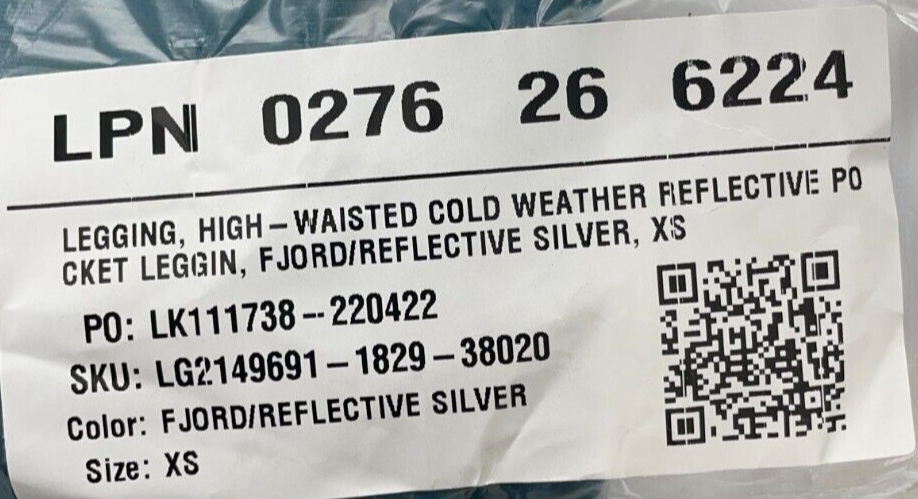 LPN 0276 26 6224
LEGGING, HIGH-WAISTED COLD WEATHER REFLECTIVE PO
CKET LEGGIN, FJORD/REFLECTIVE SILVER, XS
PO: LK111738--220422
SKU: LG2149691-1829-38020
Color: FJORD/REFLECTIVE SILVER
Size: XS